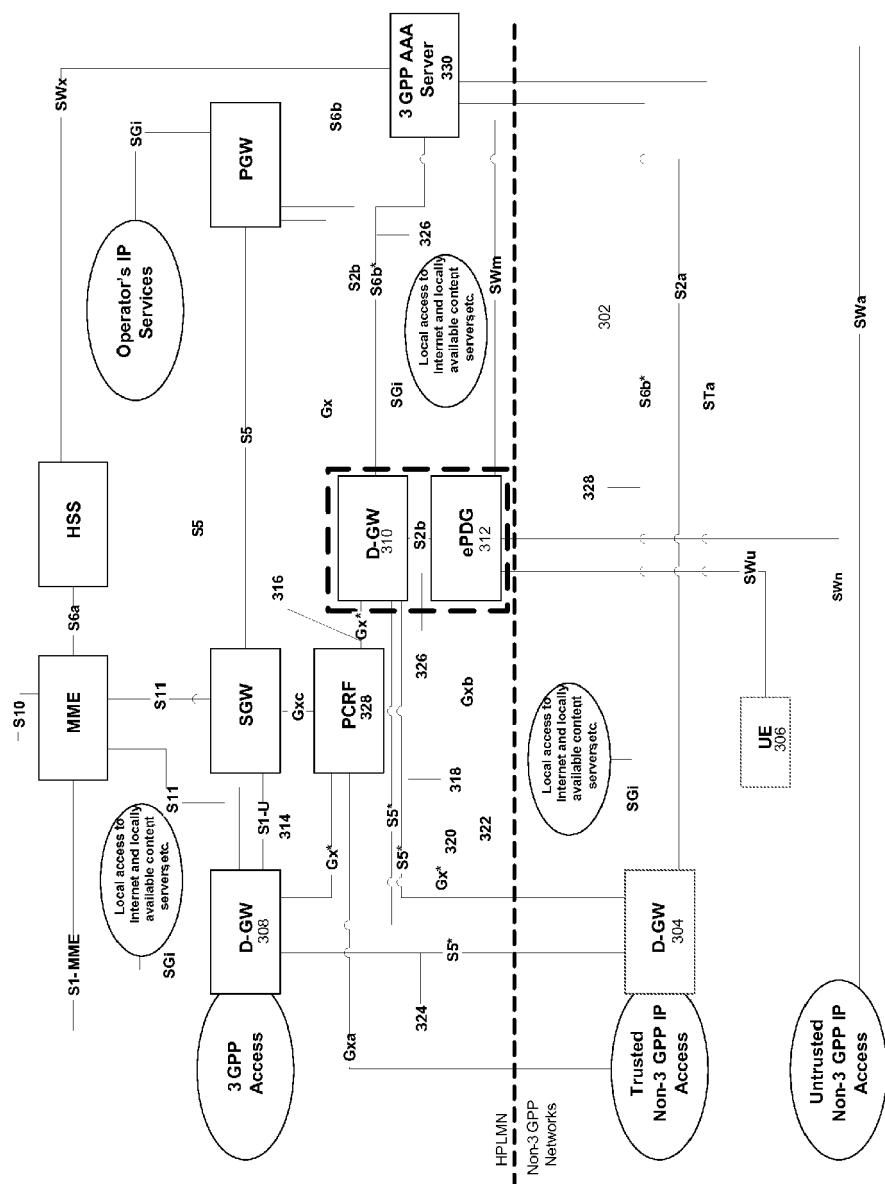 S10
S1-MME
MME
S6a
HSS
SWx
SGi
Local access to
Internet and locally
available content
servers,etc.
S11
S11
Operator's IP
Services
SGi
S5
3 GPP
Access
D-GW
308
S1-U
314
SGW
S5
PGW
316
Gxc
Gx*
Gx
S6b
Gxa
PCRF
328
Gx*
D-GW
310
S2b
S6b*
S5*
S5*
SGi
324
326
3 GPP AAA
Server
330
S5*
Gx*
320
318
326
S2b
Local access to
Internet and locally
available content
servers,etc.
322
Gxb
ePDG
312
SWm
HPLMN
Non-3 GPP
Networks
Local access to
Internet and locally
available content
servers,etc.
SGi
328
302
S6b*
Trusted
Non-3 GPP IP
Access
D-GW
304
S2a
STa
SWu
UE
306
SWn
Untrusted
Non-3 GPP IP
Access
SWa